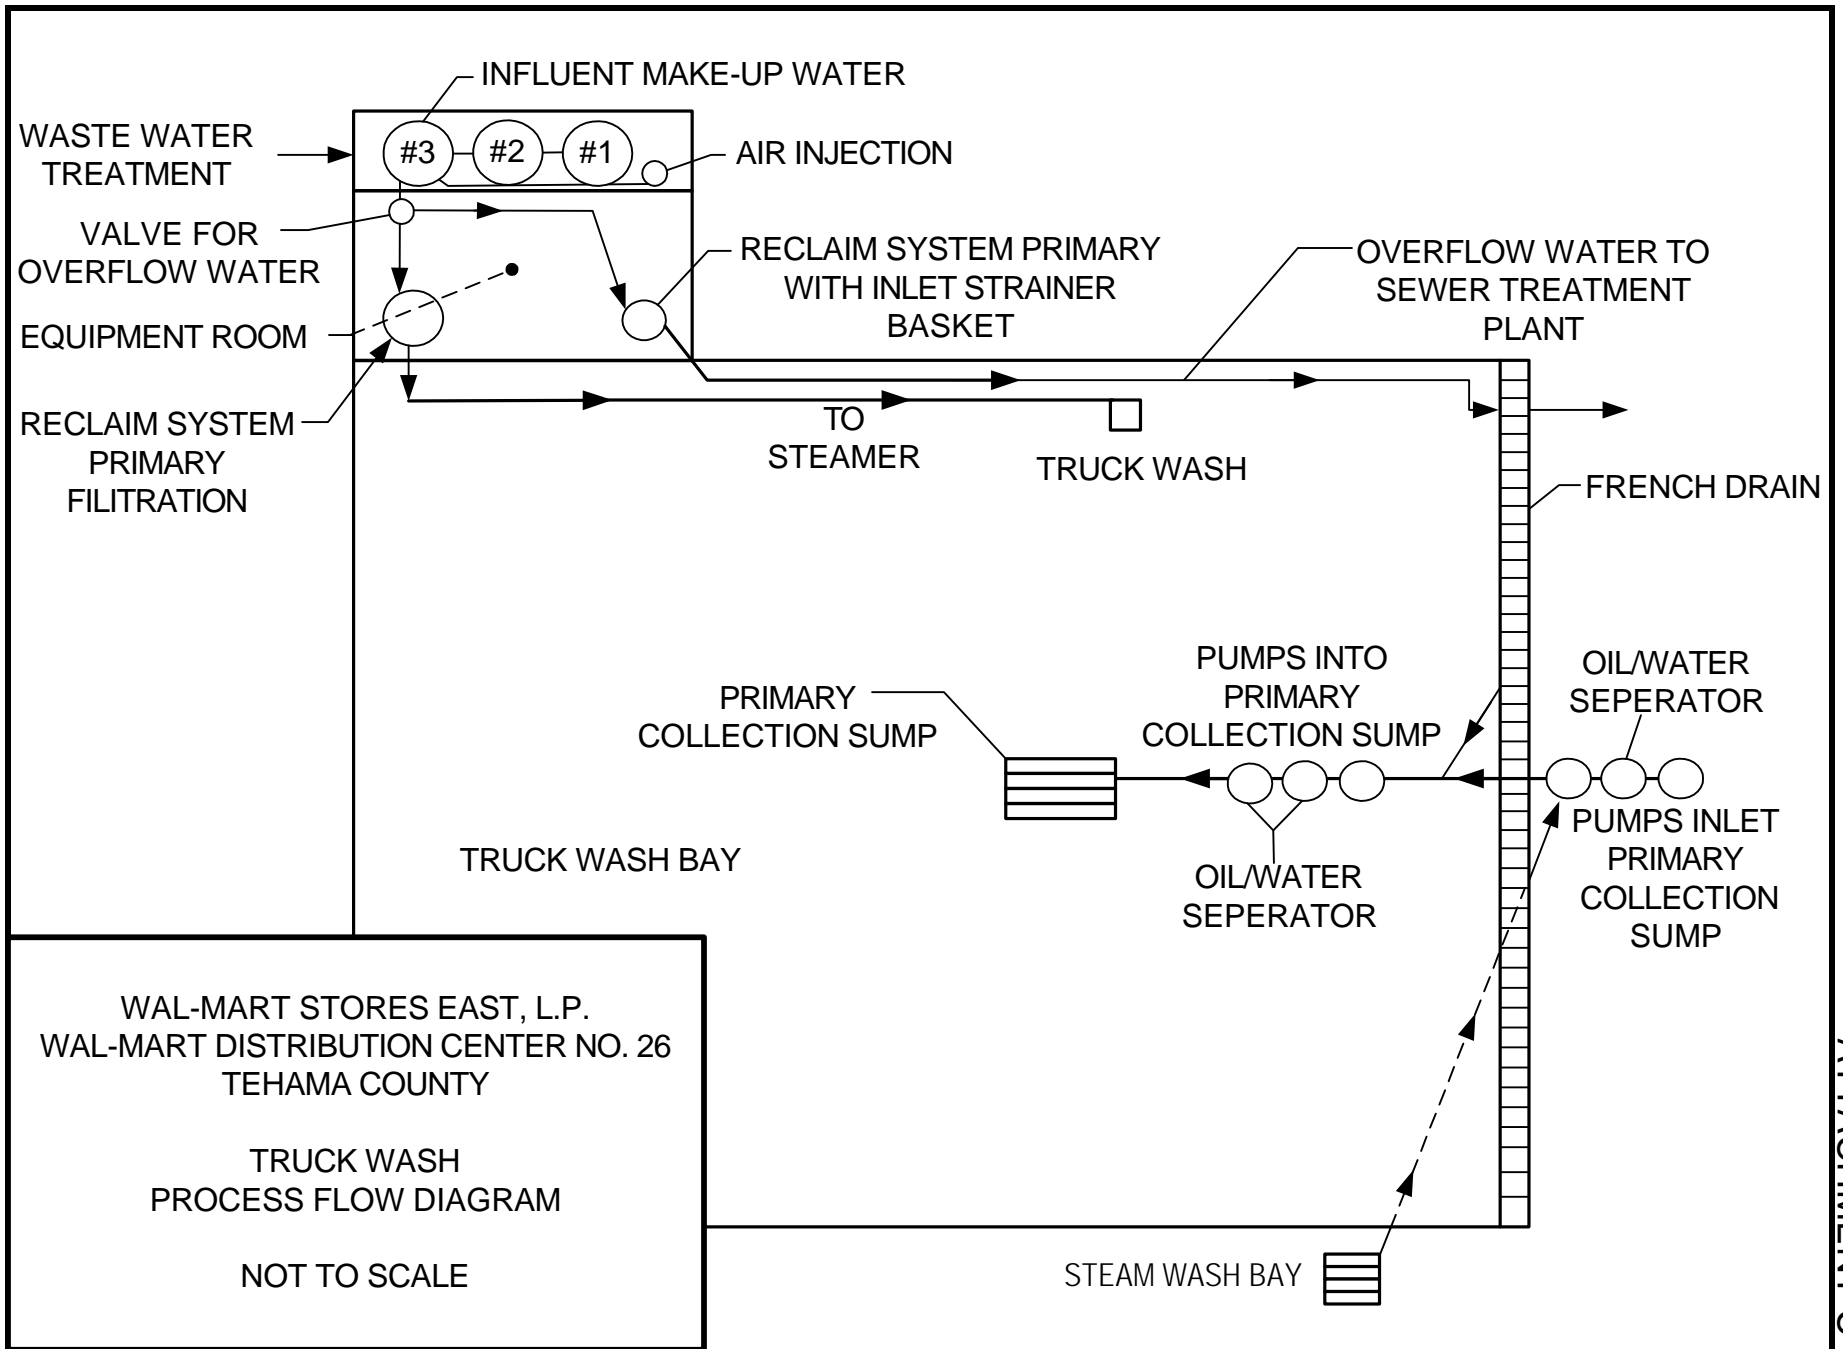 INFLUENT MAKE-UP WATER
WASTE WATER
TREATMENT
#3
#2
#1
AIR INJECTION
VALVE FOR
OVERFLOW WATER
RECLAIM SYSTEM PRIMARY
WITH INLET STRAINER
BASKET
OVERFLOW WATER TO
SEWER TREATMENT
PLANT
EQUIPMENT ROOM
RECLAIM SYSTEM
PRIMARY
FILITRATION
TO
STEAMER
TRUCK WASH
FRENCH DRAIN
PRIMARY
COLLECTION SUMP
PUMPS INTO
PRIMARY
COLLECTION SUMP
OIL/WATER
SEPERATOR
PUMPS INLET
PRIMARY
COLLECTION
SUMP
TRUCK WASH BAY
OIL/WATER
SEPERATOR
WAL-MART STORES EAST, L.P.
WAL-MART DISTRIBUTION CENTER NO. 26
TEHAMA COUNTY
TRUCK WASH
PROCESS FLOW DIAGRAM
NOT TO SCALE
STEAM WASH BAY